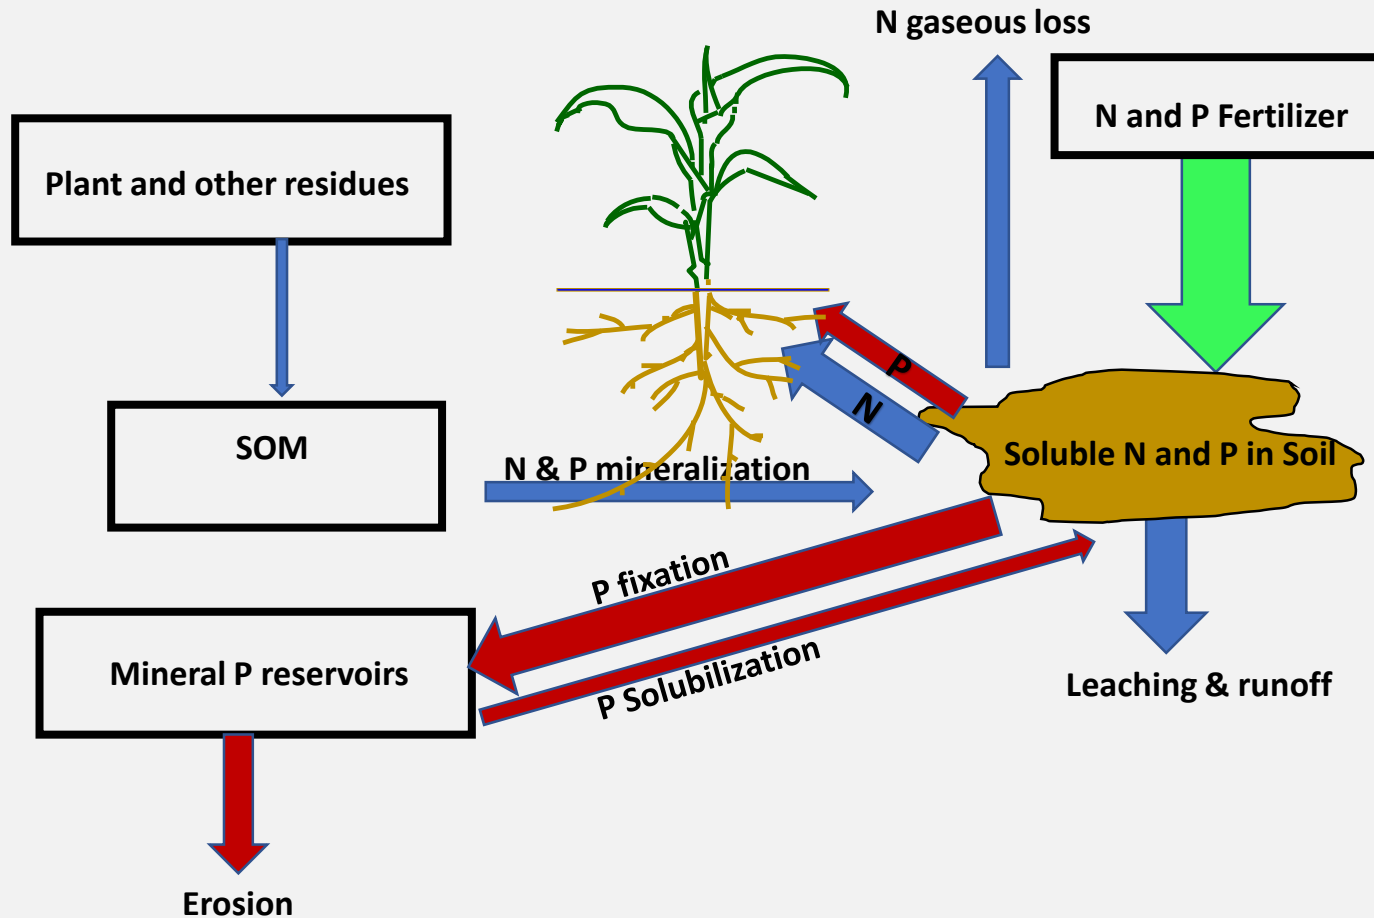 N gaseous loss
N and P Fertilizer
Plant and other residues
P
N
SOM
Soluble N and P in Soil
N & P mineralization
P fixation
P Solubilization
Mineral P reservoirs
Leaching & runoff
Erosion